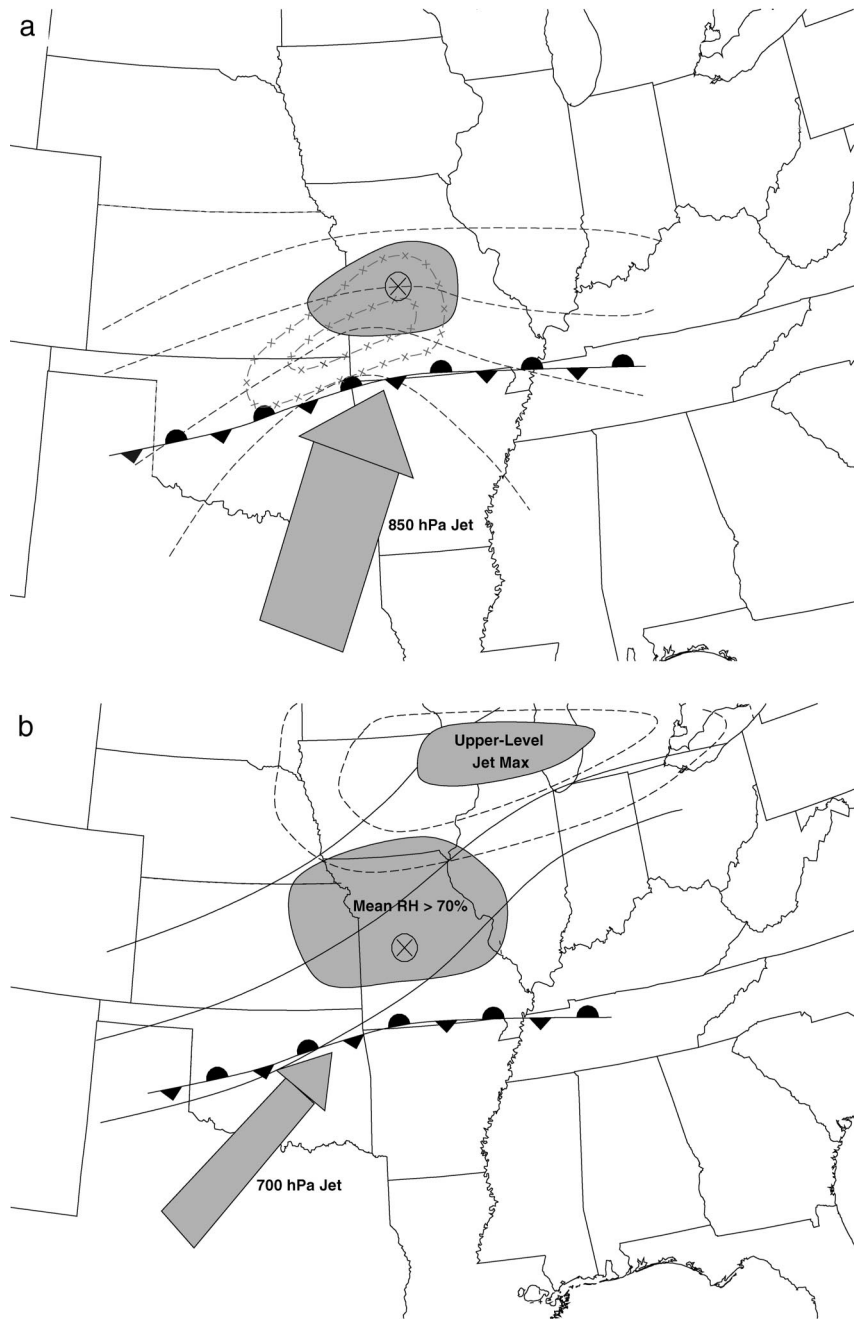 a
850 hPa Jet
b
Upper-Level
Jet Max
Mean RH > 70%
700 hPa Jet